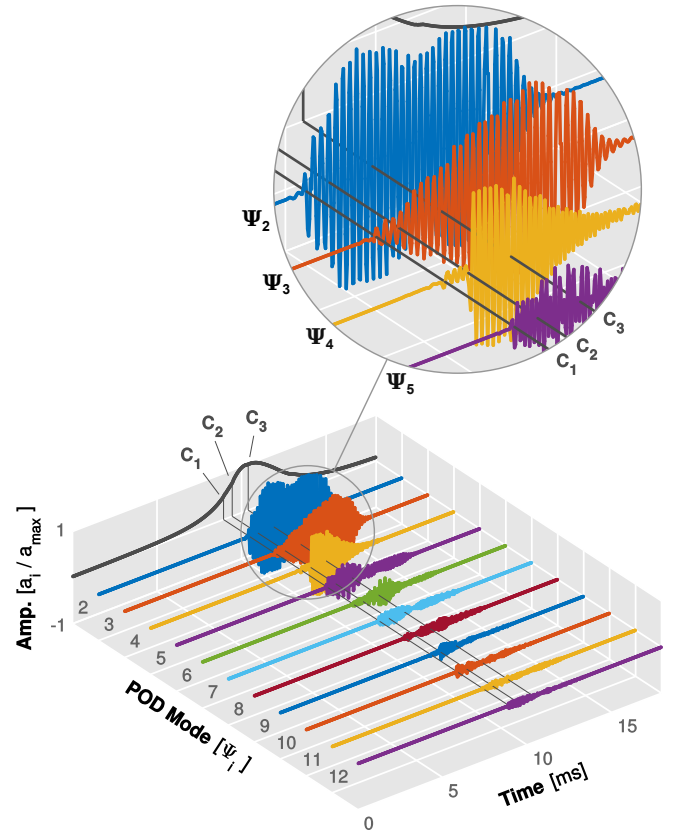 Ψ2
Ψ3
Ψ4
Ψ5
C3
C2
C1
C3
C2
C1
Amp. [ai / amax]
1
-1
2
3
4
5
6
7
8
9
10
11
12
POD Mode [Ψi]
0
5
10
15
Time [ms]